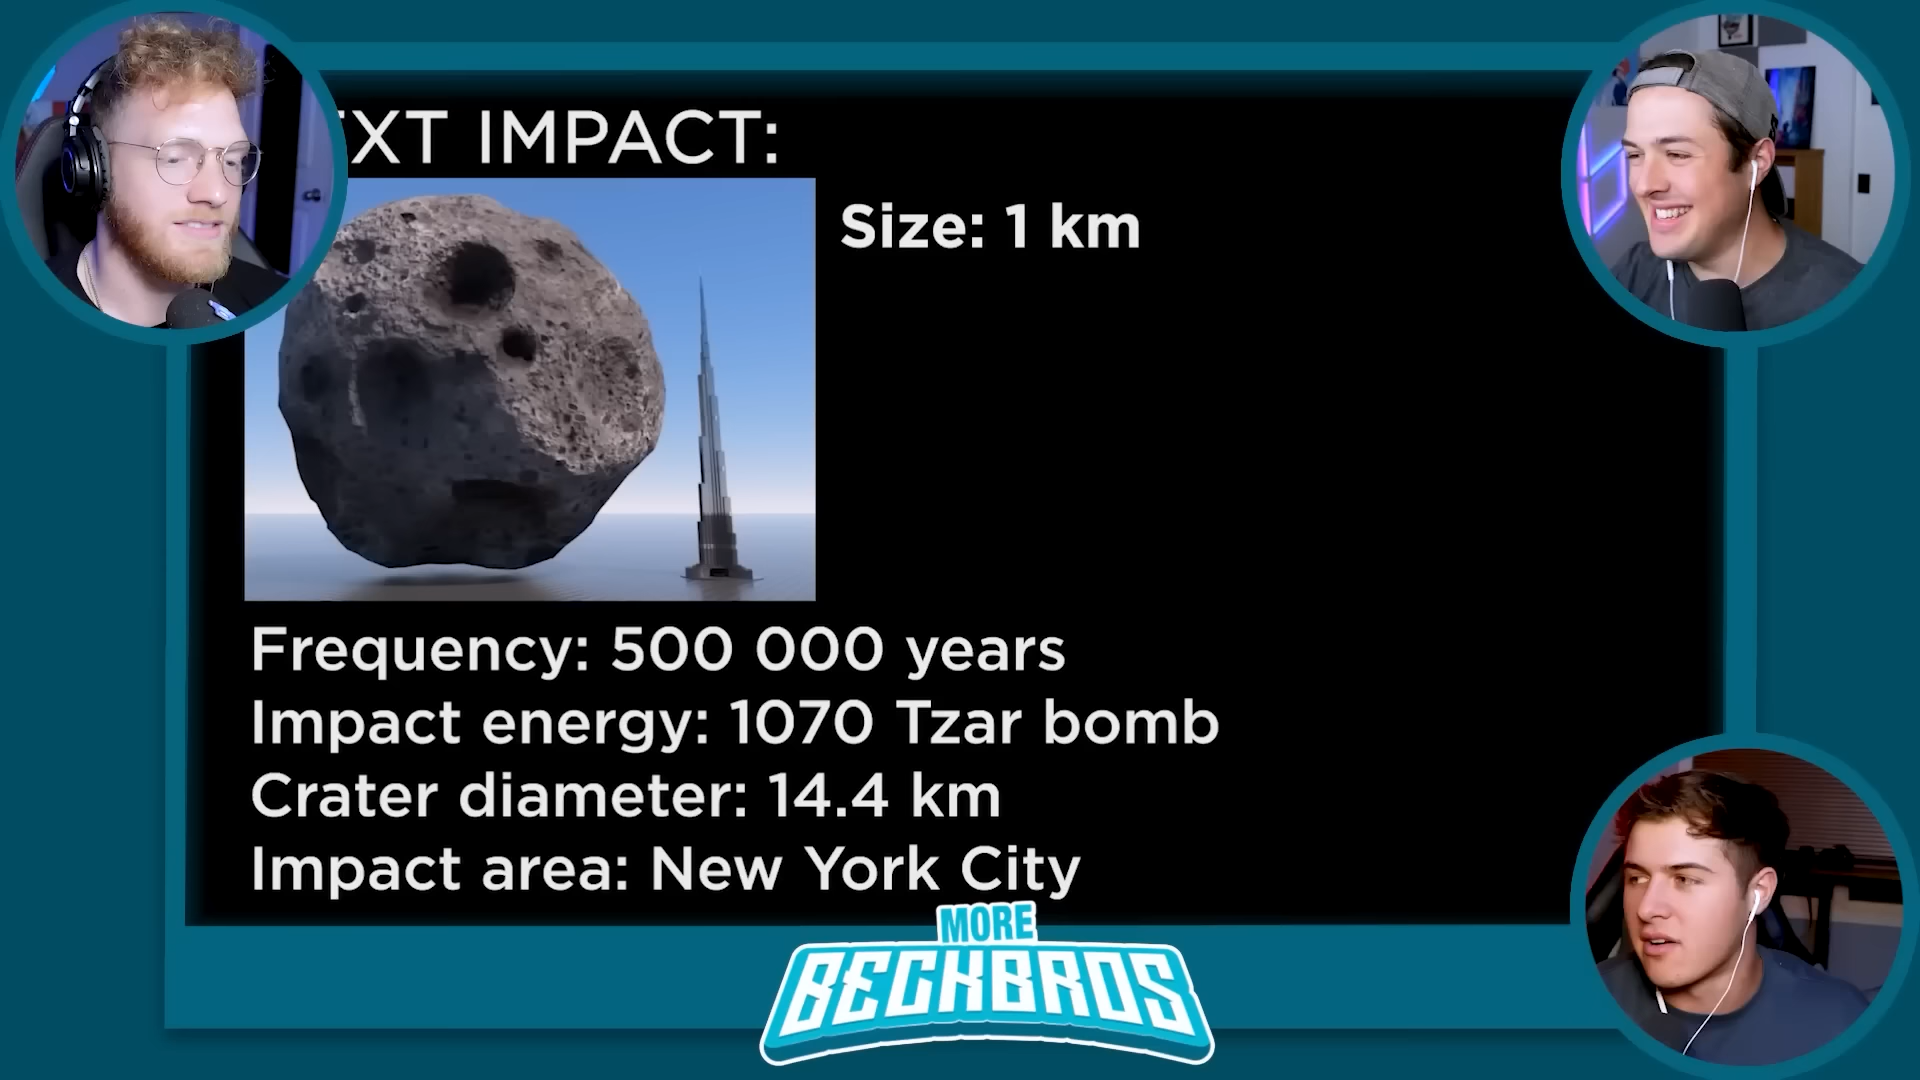 EXT IMPACT:
Size: 1 km
Frequency: 500 000 years
Impact energy: 1070 Tzar bomb
Crater diameter: 14.4 km
Impact area: New York City
MORE
BECKBROS